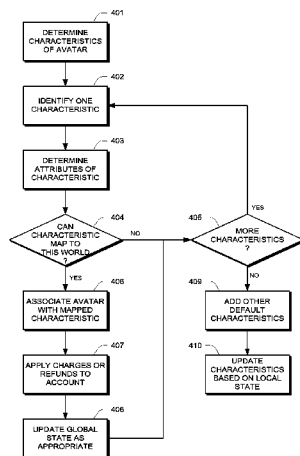 401
DETERMINE
CHARACTERISTICS
OF AVATAR
402
IDENTIFY ONE
CHARACTERISTIC
403
DETERMINE
ATTRIBUTES OF
CHARACTERISTIC
404
CAN
CHARACTERISTIC
MAP TO
THIS WORLD
?
NO
YES
405
MORE
CHARACTERISTICS
?
YES
NO
406
ASSOCIATE AVATAR
WITH MAPPED
CHARACTERISTIC
407
APPLY CHARGES OR
REFUNDS TO
ACCOUNT
408
UPDATE GLOBAL
STATE AS
APPROPRIATE
409
ADD OTHER
DEFAULT
CHARACTERISTICS
410
UPDATE
CHARACTERISTICS
BASED ON LOCAL
STATE